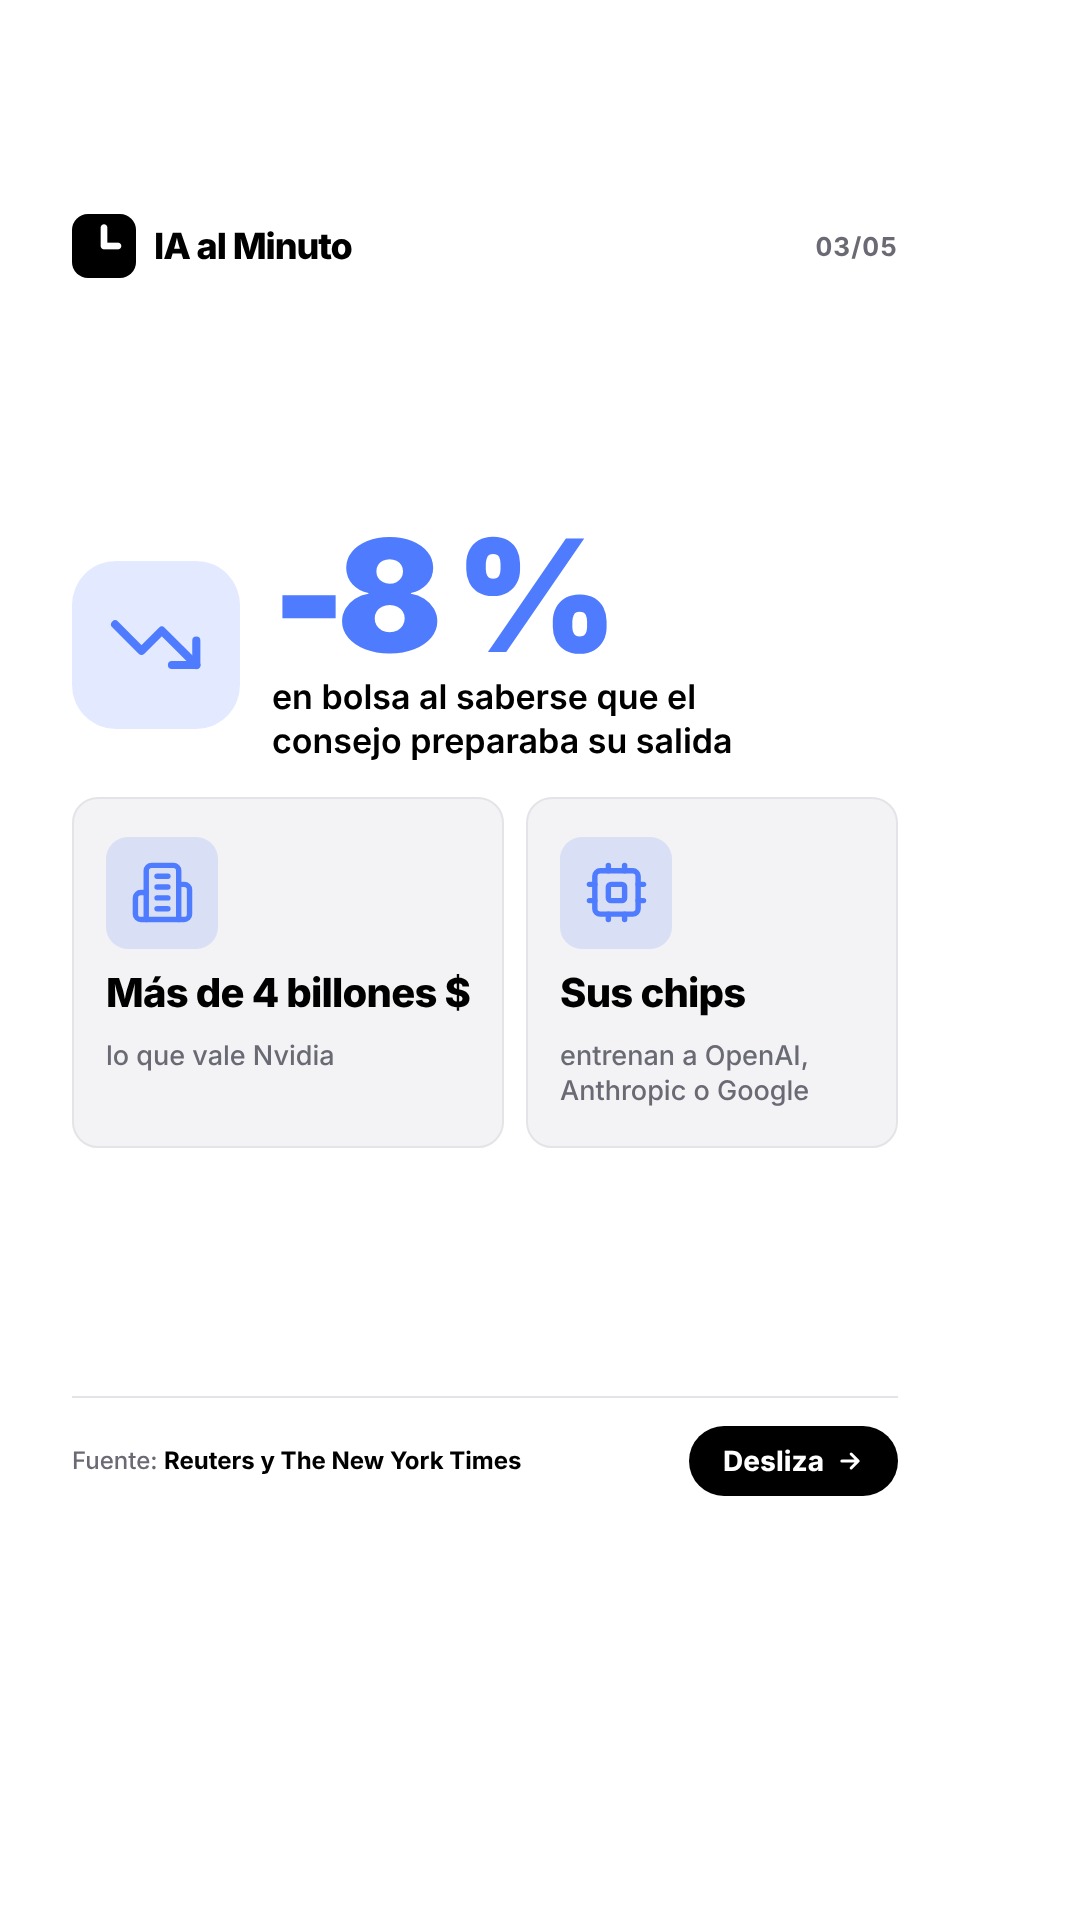 IA al Minuto
03/05
-8 %
en bolsa al saberse que el
consejo preparaba su salida
Más de 4 billones $
lo que vale Nvidia
Sus chips
entrenan a OpenAI,
Anthropic o Google
Fuente: Reuters y The New York Times
Desliza →